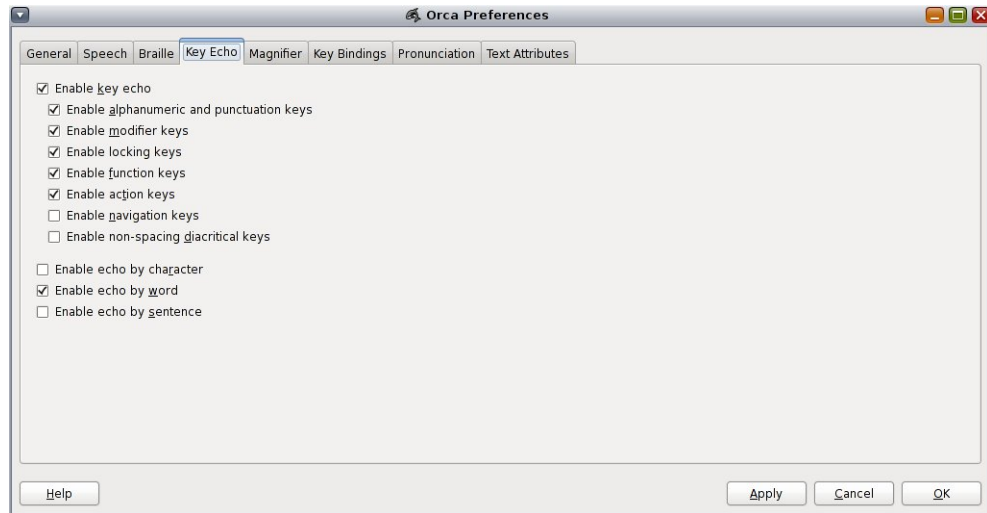 Orca Preferences
General Speech Braille Key Echo Magnifier Key Bindings Pronunciation Text Attributes
Enable key echo
Enable alphanumeric and punctuation keys
Enable modifier keys
Enable locking keys
Enable function keys
Enable action keys
Enable navigation keys
Enable non-spacing diacritical keys
Enable echo by character
Enable echo by word
Enable echo by sentence
Help Apply Cancel OK